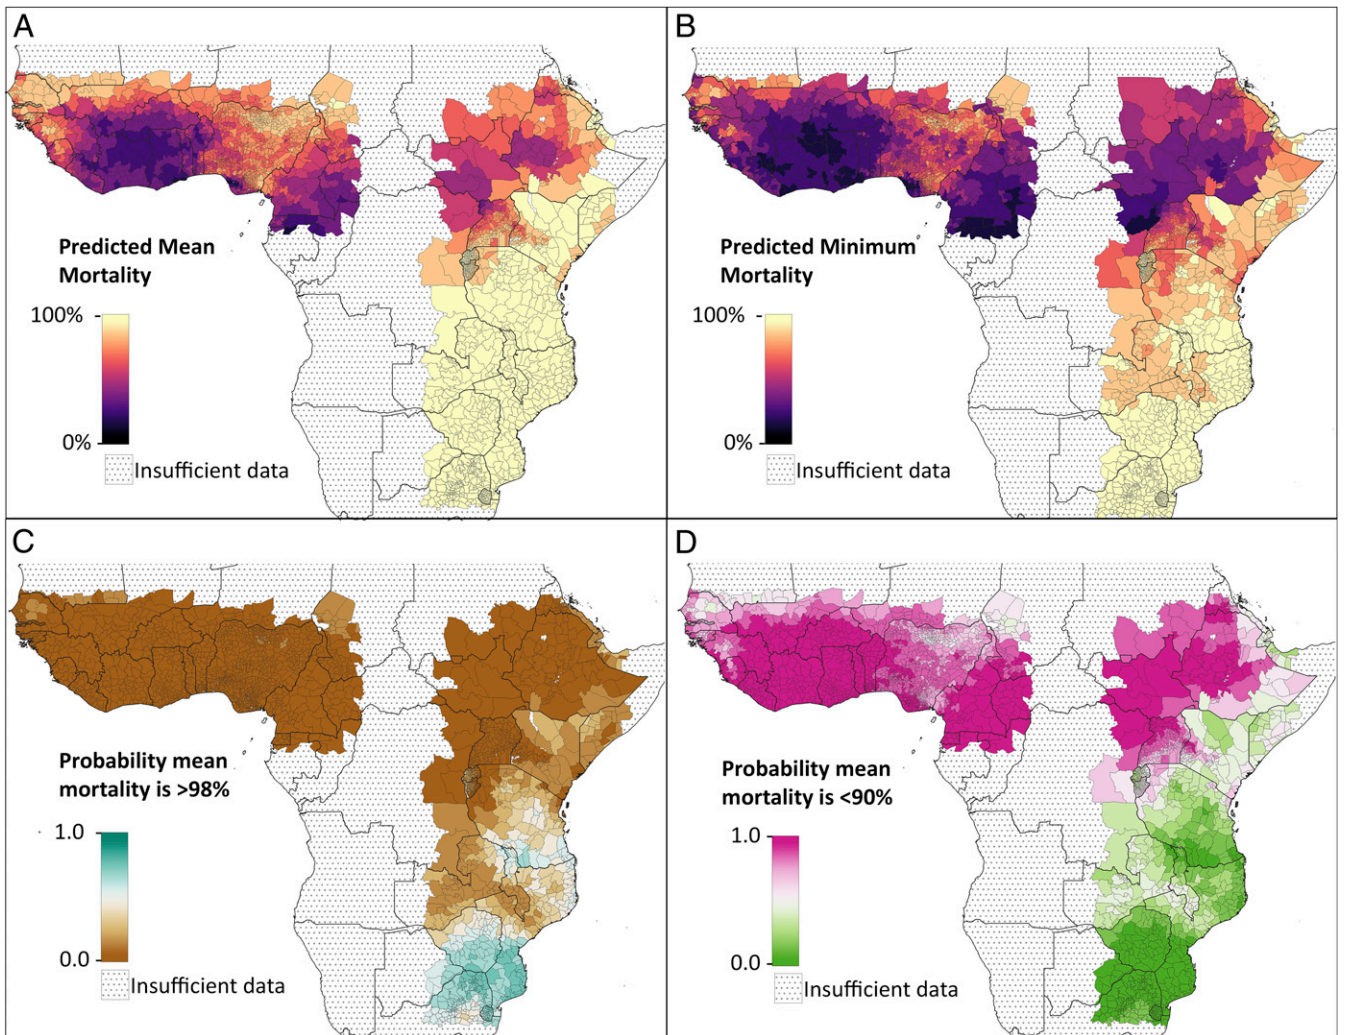 A
Predicted Mean
Mortality
100%
0%
Insufficient data
B
Predicted Minimum
Mortality
100%
0%
Insufficient data
C
Probability mean
mortality is >98%
1.0
0.0
Insufficient data
D
Probability mean
mortality is <90%
1.0
0.0
Insufficient data